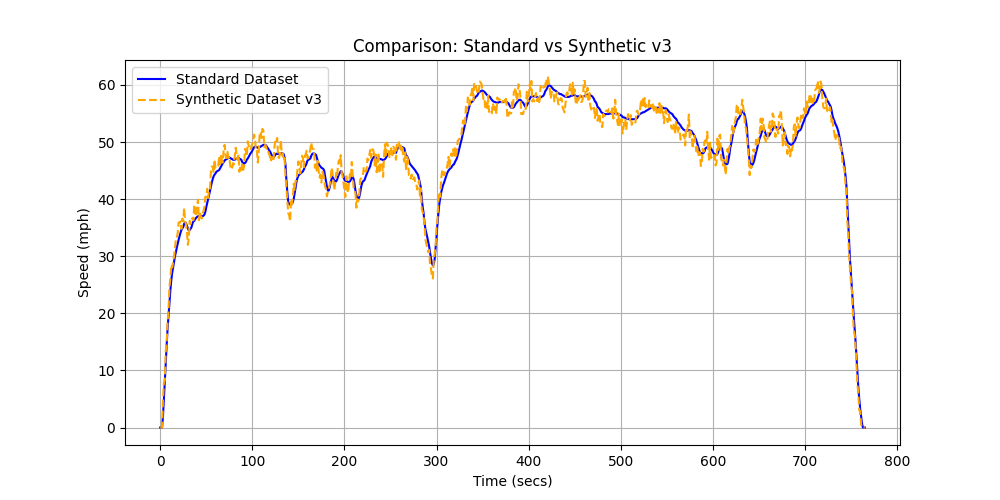 Comparison: Standard vs Synthetic v3
Standard Dataset
Synthetic Dataset v3
Speed (mph)
60
50
40
30
20
10
0
0 100 200 300 400 500 600 700 800
Time (secs)